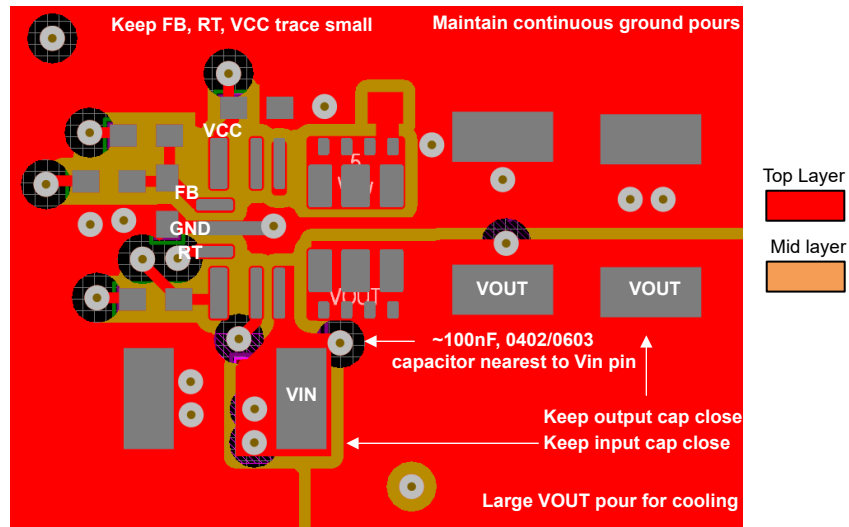 Keep FB, RT, VCC trace small
Maintain continuous ground pours
VCC
5
FB
GND
RT
VOUT
VOUT
VOUT
~100nF, 0402/0603
capacitor nearest to Vin pin
VIN
Keep output cap close
Keep input cap close
Large VOUT pour for cooling
Top Layer
Mid layer